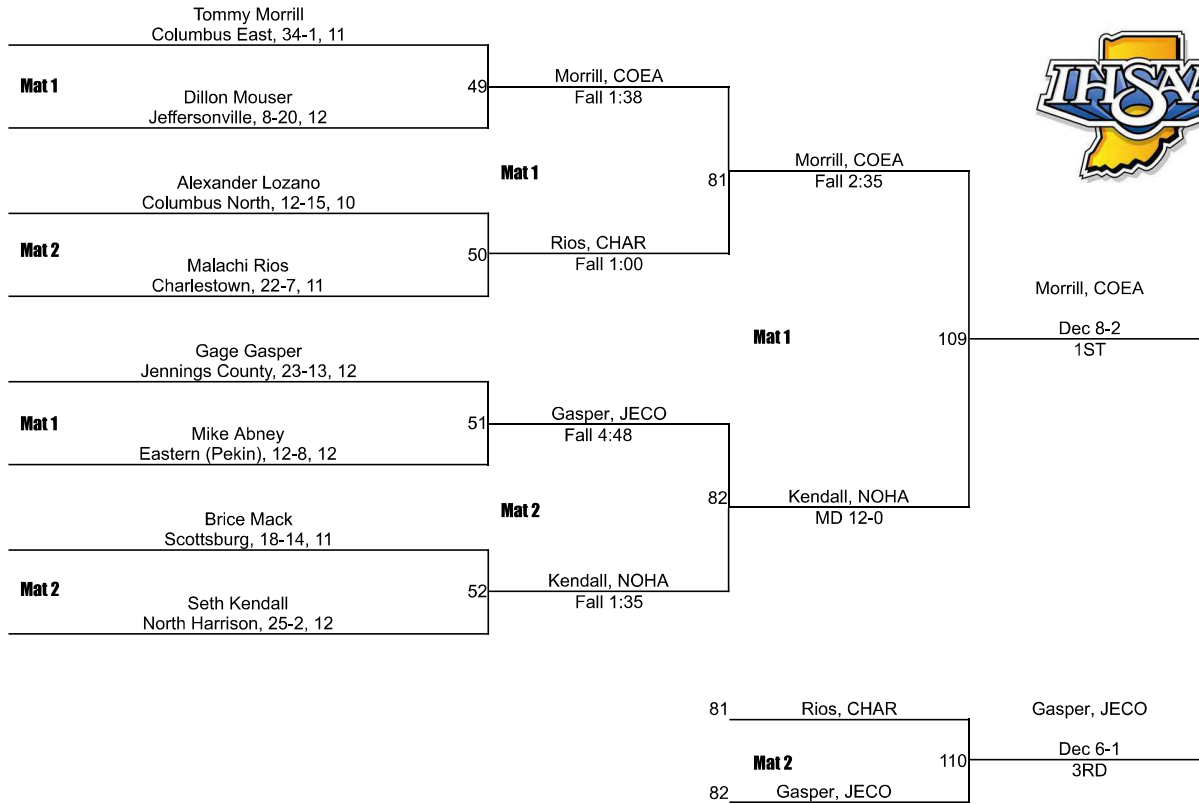 Tommy Morrill
Columbus East, 34-1, 11
Mat 1
Dillon Mouser
Jeffersonville, 8-20, 12
49
Morrill, COEA
Fall 1:38
Alexander Lozano
Columbus North, 12-15, 10
Mat 2
Malachi Rios
Charlestown, 22-7, 11
50
Rios, CHAR
Fall 1:00
Mat 1
81
Morrill, COEA
Fall 2:35
Gage Gasper
Jennings County, 23-13, 12
Mat 1
Mike Abney
Eastern (Pekin), 12-8, 12
51
Gasper, JECO
Fall 4:48
Brice Mack
Scottsburg, 18-14, 11
Mat 2
Seth Kendall
North Harrison, 25-2, 12
52
Kendall, NOHA
Fall 1:35
Mat 2
82
Kendall, NOHA
MD 12-0
Mat 1
109
Morrill, COEA
Dec 8-2
1ST
IHSAA
81
Rios, CHAR
Mat 2
82
Gasper, JECO
110
Gasper, JECO
Dec 6-1
3RD